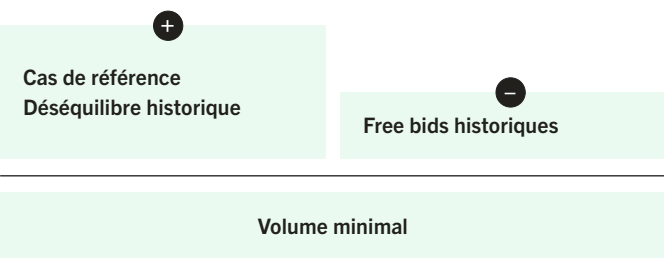 +
Cas de référence
Déséquilibre historique
–
Free bids historiques
Volume minimal